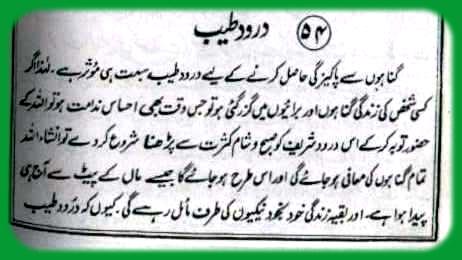 ۵۴ درود طیب
گناہوں سے پاکیزگی حاصل کرنے کے لیے درود طیب بہت ہی مؤثر ہے۔ لہٰذا اگر
کسی شخص کی زندگی گناہوں اور برائیوں میں گزر گئی ہو تو جس وقت بھی احساس ندامت ہو تو اللہ کے
حضور توبہ کر کے اس درود شریف کو صبح و شام کثرت سے پڑھنا شروع کر دے تو انشاء اللہ
تمام گناہوں کی معافی ہو جائے گی اور اس طرح ہو جائے گا جیسے ماں کے پیٹ سے آج ہی
پیدا ہوا ہے۔ اور بقیہ زندگی خود بخود نیکیوں کی طرف مائل رہے گی۔ کیوں کہ درود طیب